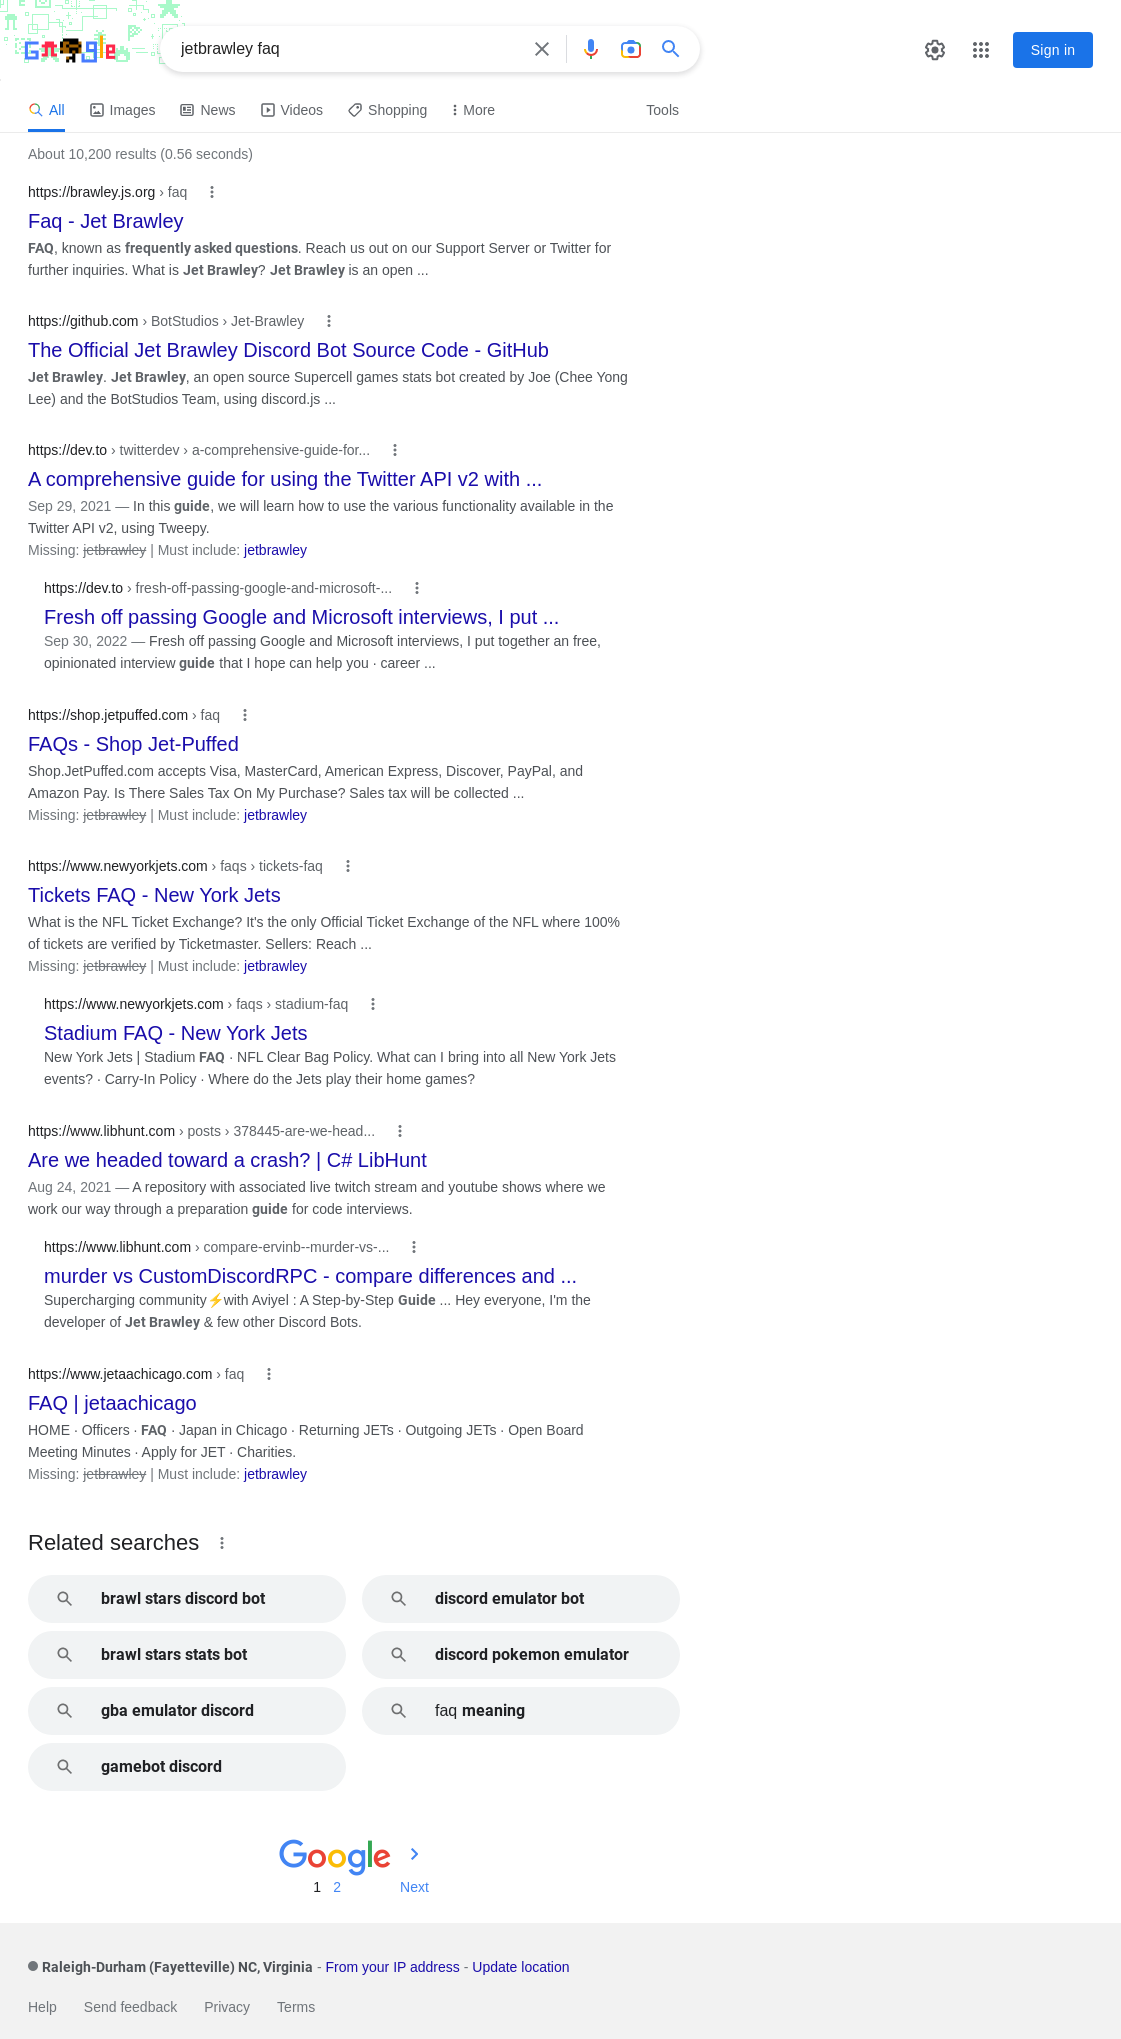 Google
jetbrawley faq
Sign in
All Images News Videos Shopping More Tools
About 10,200 results (0.56 seconds)
https://brawley.js.org › faq
Faq - Jet Brawley
FAQ, known as frequently asked questions. Reach us out on our Support Server or Twitter for
further inquiries. What is Jet Brawley? Jet Brawley is an open ...
https://github.com › BotStudios › Jet-Brawley
The Official Jet Brawley Discord Bot Source Code - GitHub
Jet Brawley. Jet Brawley, an open source Supercell games stats bot created by Joe (Chee Yong
Lee) and the BotStudios Team, using discord.js ...
https://dev.to › twitterdev › a-comprehensive-guide-for...
A comprehensive guide for using the Twitter API v2 with ...
Sep 29, 2021 — In this guide, we will learn how to use the various functionality available in the
Twitter API v2, using Tweepy.
Missing: jetbrawley | Must include: jetbrawley
https://dev.to › fresh-off-passing-google-and-microsoft-...
Fresh off passing Google and Microsoft interviews, I put ...
Sep 30, 2022 — Fresh off passing Google and Microsoft interviews, I put together an free,
opinionated interview guide that I hope can help you · career ...
https://shop.jetpuffed.com › faq
FAQs - Shop Jet-Puffed
Shop.JetPuffed.com accepts Visa, MasterCard, American Express, Discover, PayPal, and
Amazon Pay. Is There Sales Tax On My Purchase? Sales tax will be collected ...
Missing: jetbrawley | Must include: jetbrawley
https://www.newyorkjets.com › faqs › tickets-faq
Tickets FAQ - New York Jets
What is the NFL Ticket Exchange? It's the only Official Ticket Exchange of the NFL where 100%
of tickets are verified by Ticketmaster. Sellers: Reach ...
Missing: jetbrawley | Must include: jetbrawley
https://www.newyorkjets.com › faqs › stadium-faq
Stadium FAQ - New York Jets
New York Jets | Stadium FAQ · NFL Clear Bag Policy. What can I bring into all New York Jets
events? · Carry-In Policy · Where do the Jets play their home games?
https://www.libhunt.com › posts › 378445-are-we-head...
Are we headed toward a crash? | C# LibHunt
Aug 24, 2021 — A repository with associated live twitch stream and youtube shows where we
work our way through a preparation guide for code interviews.
https://www.libhunt.com › compare-ervinb--murder-vs-...
murder vs CustomDiscordRPC - compare differences and ...
Supercharging community⚡with Aviyel : A Step-by-Step Guide ... Hey everyone, I'm the
developer of Jet Brawley & few other Discord Bots.
https://www.jetaachicago.com › faq
FAQ | jetaachicago
HOME · Officers · FAQ · Japan in Chicago · Returning JETs · Outgoing JETs · Open Board
Meeting Minutes · Apply for JET · Charities.
Missing: jetbrawley | Must include: jetbrawley
Related searches
brawl stars discord bot
discord emulator bot
brawl stars stats bot
discord pokemon emulator
gba emulator discord
faq meaning
gamebot discord
Google
1 2 Next
Raleigh-Durham (Fayetteville) NC, Virginia - From your IP address - Update location
Help Send feedback Privacy Terms